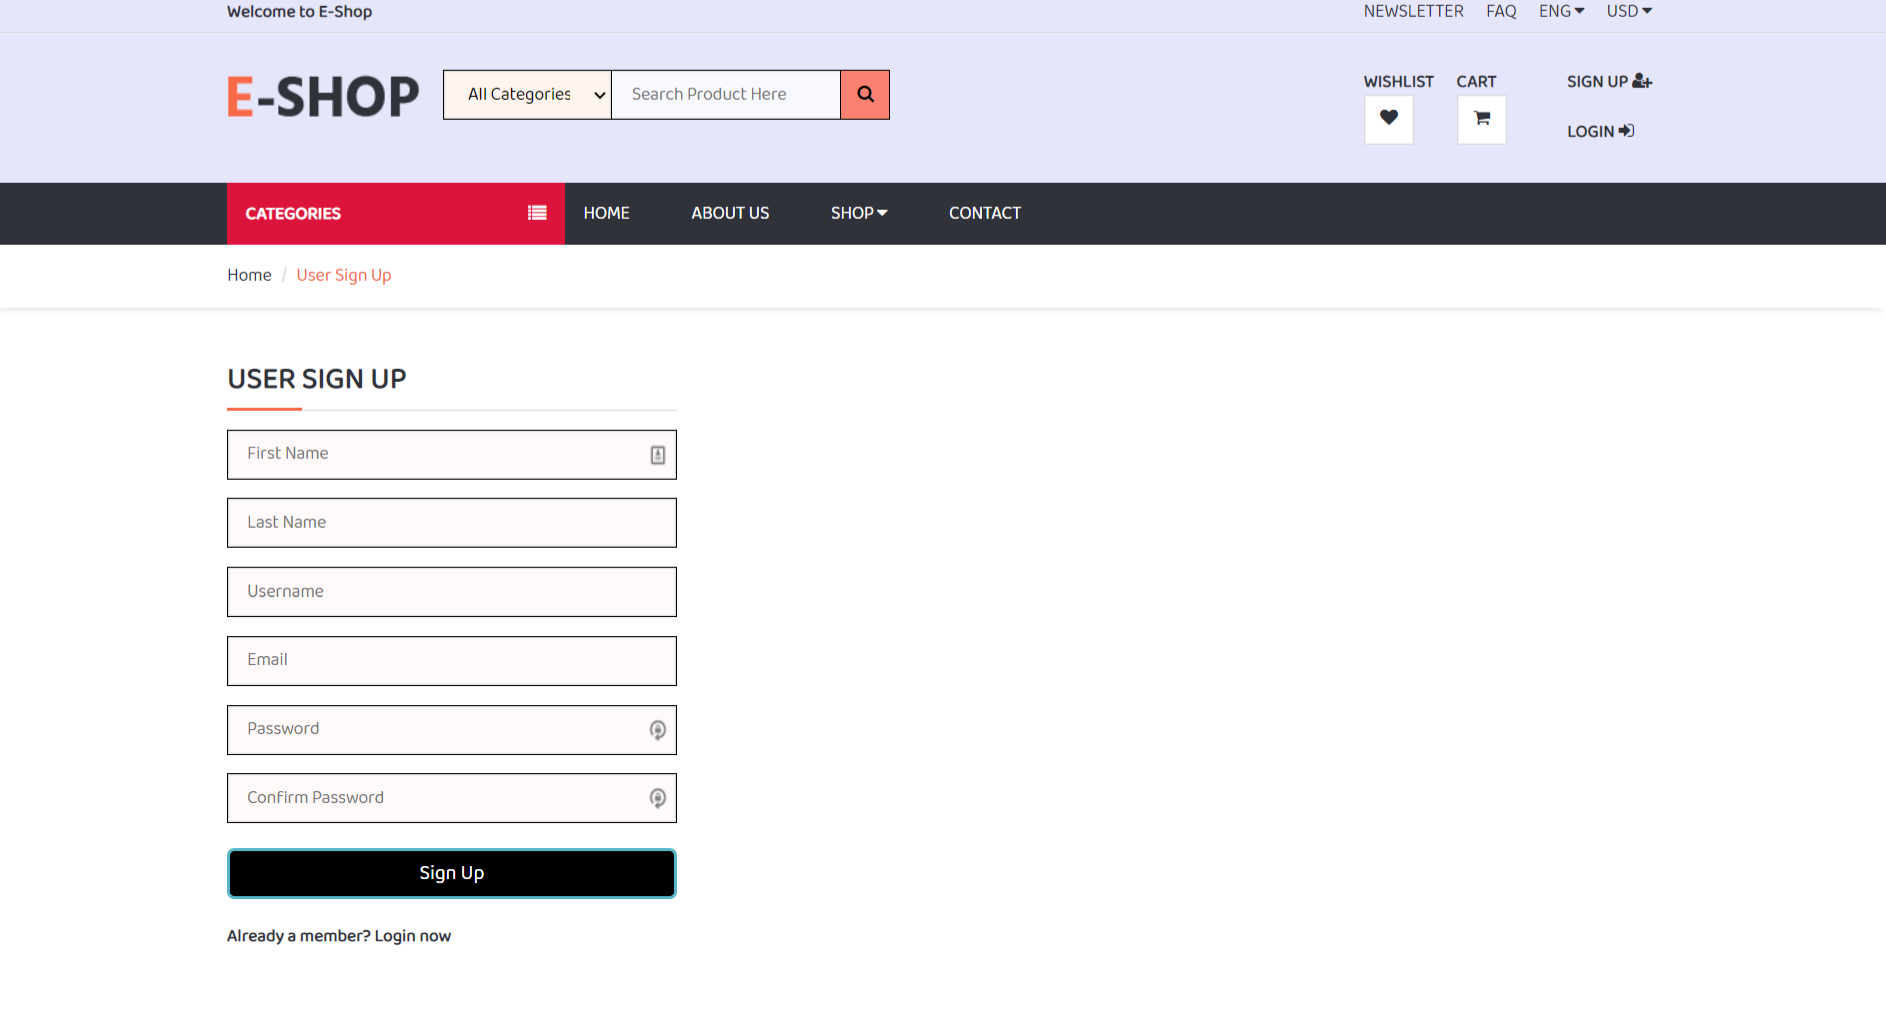 Welcome to E-Shop
NEWSLETTER FAQ ENG USD
E-SHOP
All Categories
Search Product Here
WISHLIST CART SIGN UP
LOGIN
CATEGORIES HOME ABOUT US SHOP CONTACT
Home / User Sign Up
USER SIGN UP
First Name
Last Name
Username
Email
Password
Confirm Password
Sign Up
Already a member? Login now